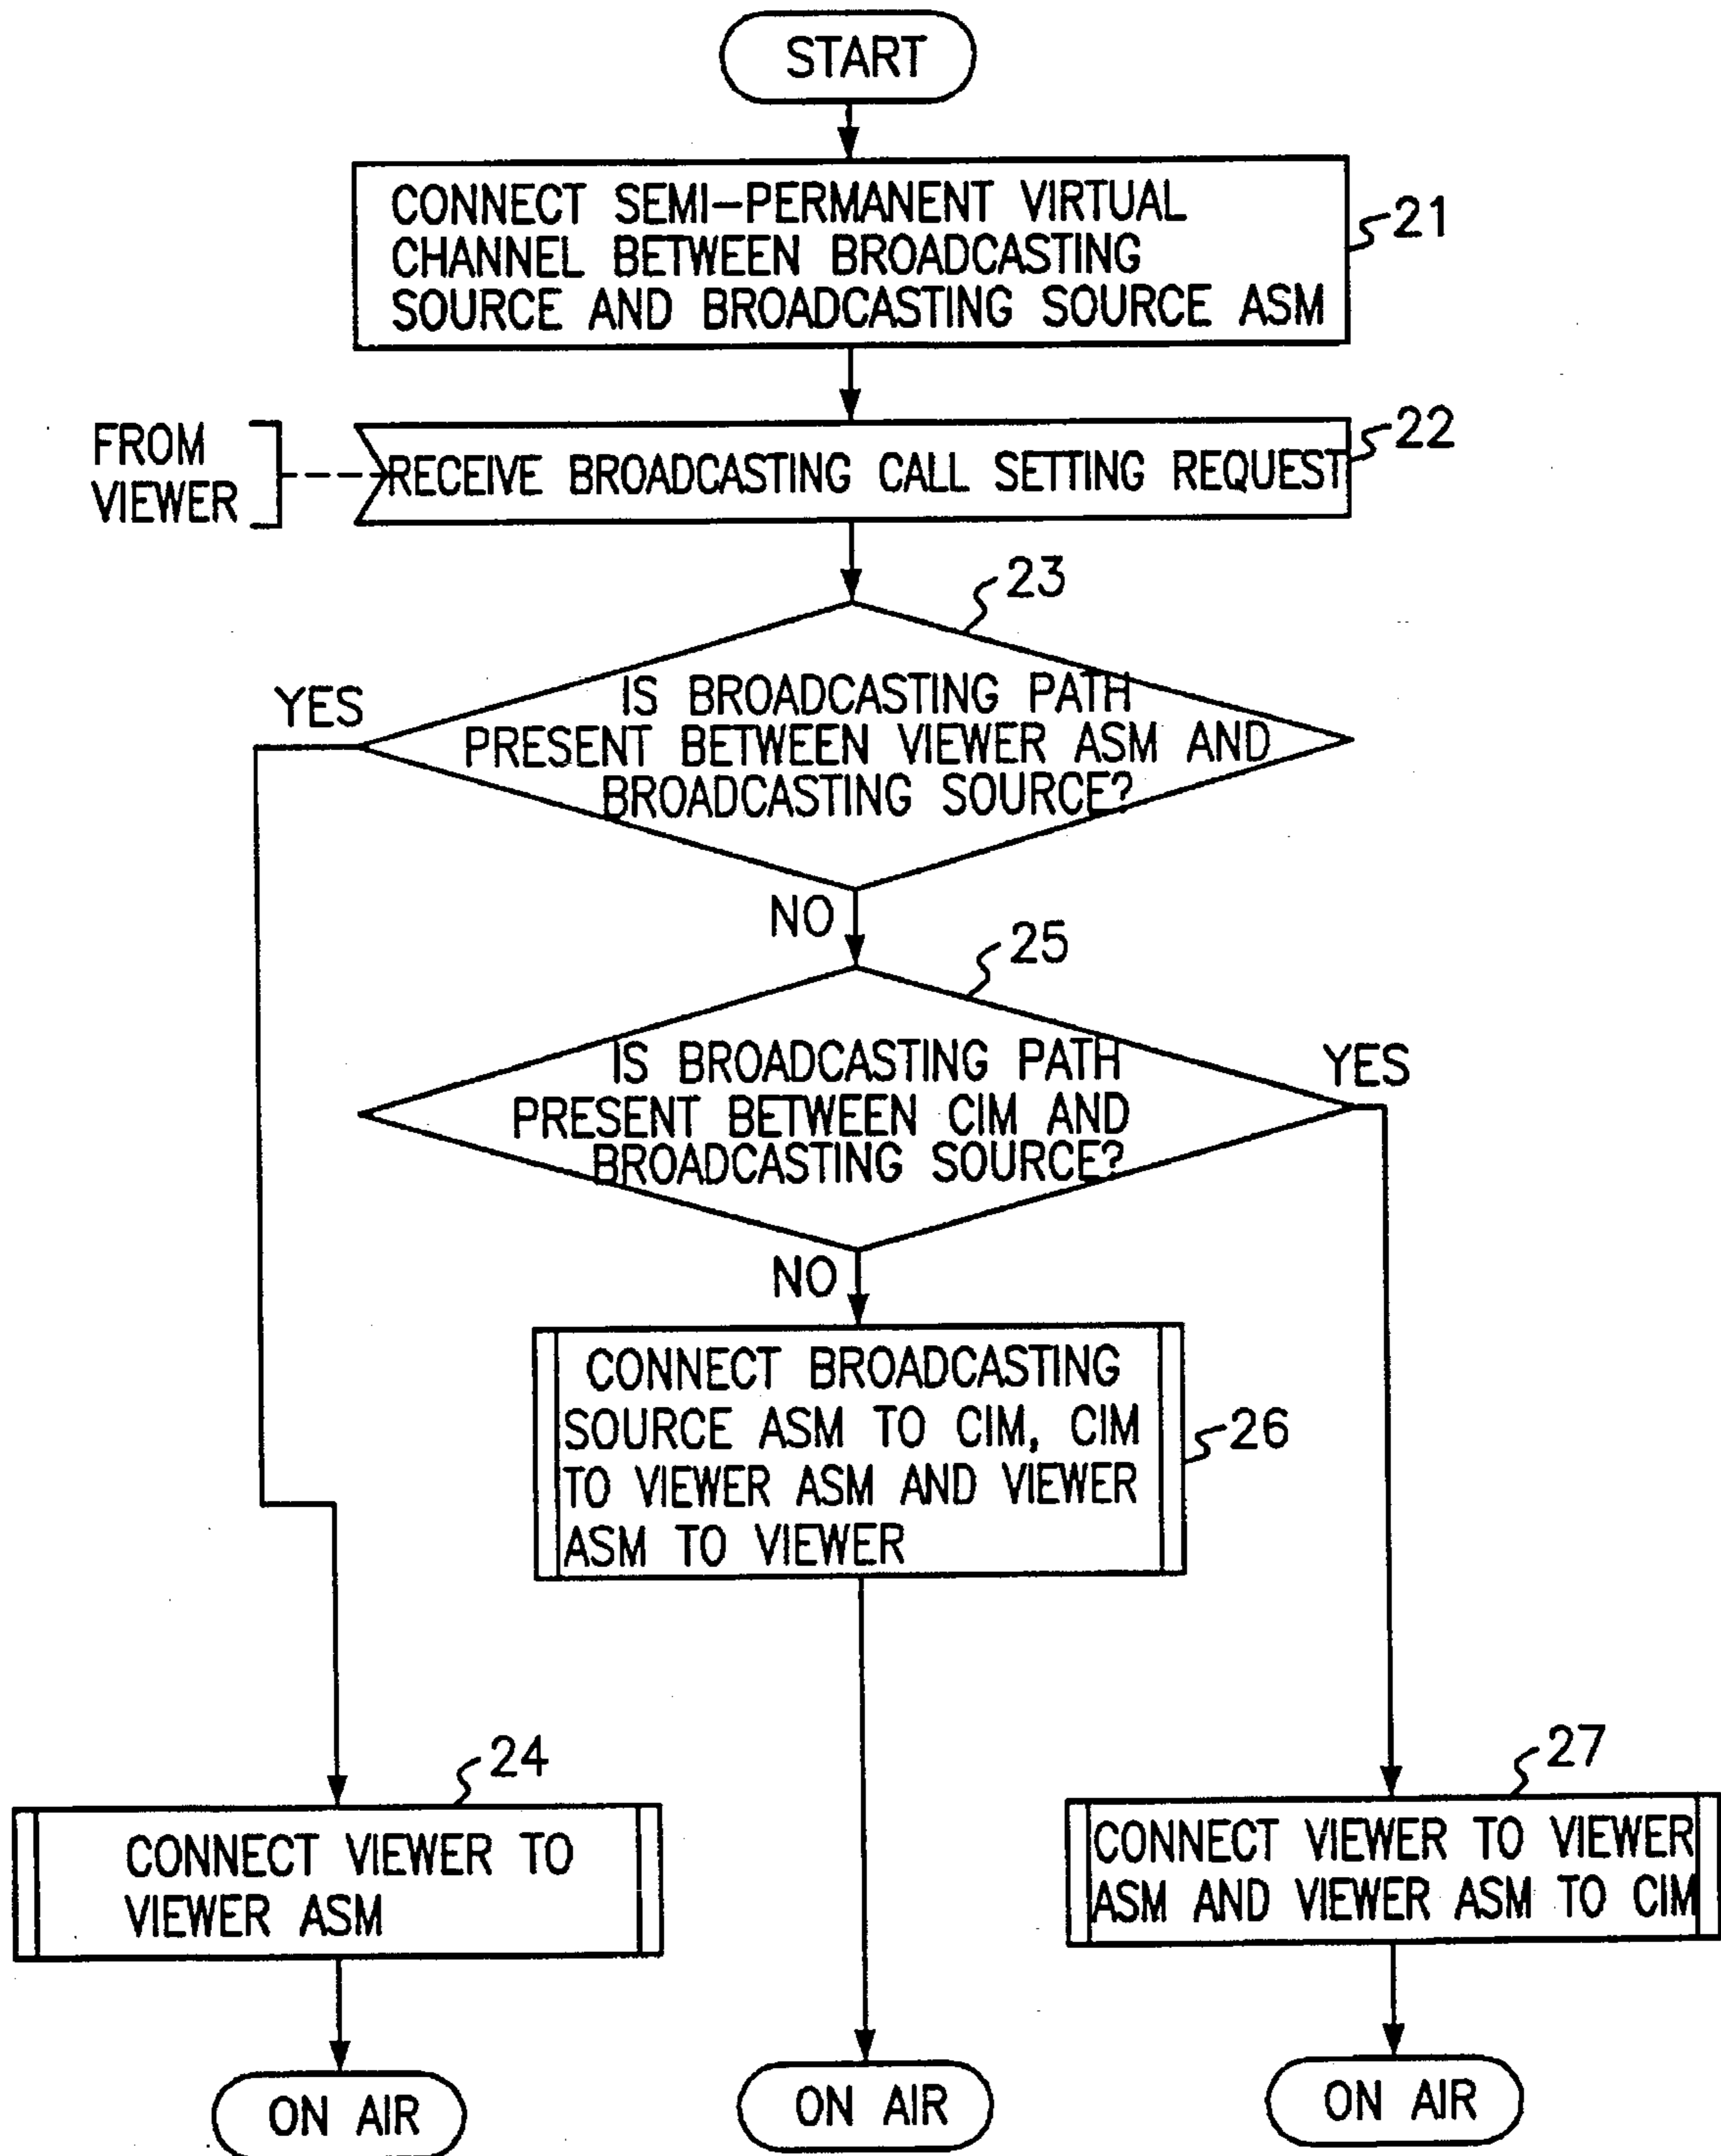 START
CONNECT SEMI-PERMANENT VIRTUAL
CHANNEL BETWEEN BROADCASTING
SOURCE AND BROADCASTING SOURCE ASM
21
FROM
VIEWER
RECEIVE BROADCASTING CALL SETTING REQUEST
22
23
IS BROADCASTING PATH
PRESENT BETWEEN VIEWER ASM AND
BROADCASTING SOURCE?
YES
NO
25
IS BROADCASTING PATH
PRESENT BETWEEN CIM AND
BROADCASTING SOURCE?
YES
NO
CONNECT BROADCASTING
SOURCE ASM TO CIM, CIM
TO VIEWER ASM AND VIEWER
ASM TO VIEWER
26
24
CONNECT VIEWER TO
VIEWER ASM
27
CONNECT VIEWER TO VIEWER
ASM AND VIEWER ASM TO CIM
ON AIR
ON AIR
ON AIR